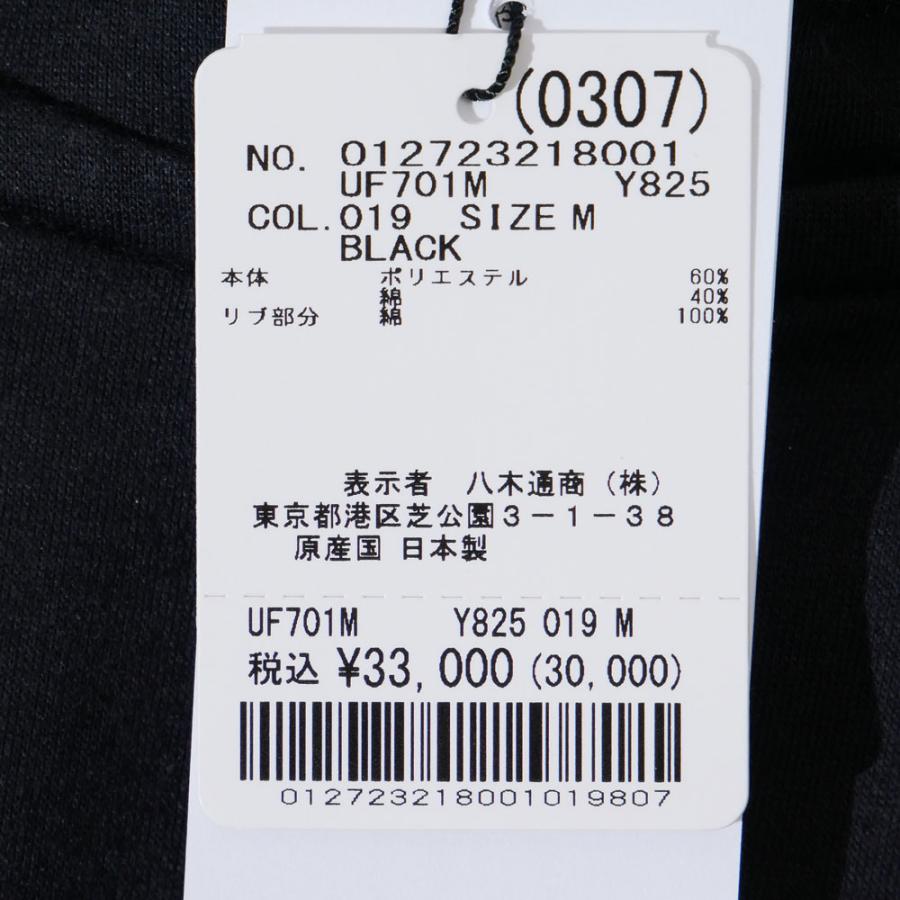 (0307)
NO. 012723218001
UF701M Y825
COL.019 SIZE M
BLACK
本体 ポリエステル 60%
綿 40%
リブ部分 綿 100%
表示者 八木通商（株）
東京都港区芝公園３－１－３８
原産国 日本製
UF701M Y825 019 M
税込 ¥33,000 (30,000)
012723218001019807